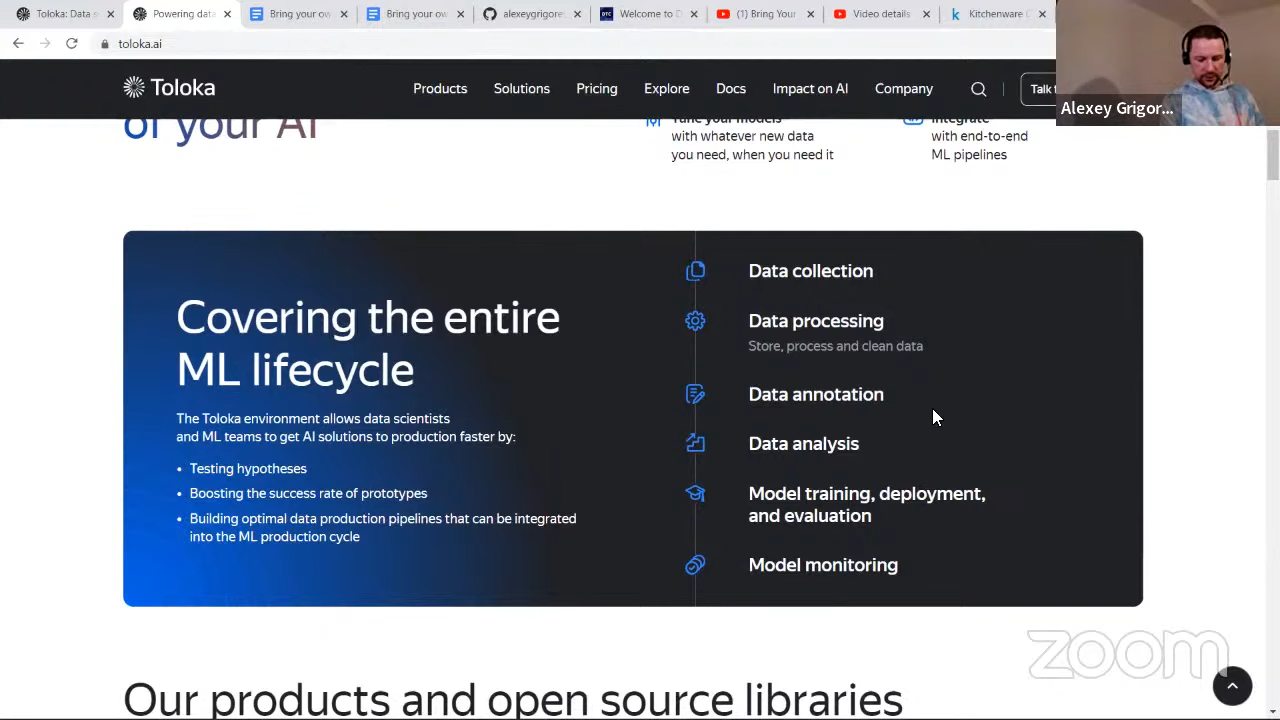 Toloka: Data s
Powering data
Bring your ow
Bring your ow
alexeygrigore
Welcome to D
(1) Bring Your
Video details
Kitchenware C
toloka.ai
Toloka
Products
Solutions
Pricing
Explore
Docs
Impact on AI
Company
Talk t
Alexey Grigor...
of your AI
Tune your models
with whatever new data
you need, when you need it
Integrate
with end-to-end
ML pipelines
Covering the entire
ML lifecycle
The Toloka environment allows data scientists
and ML teams to get AI solutions to production faster by:
• Testing hypotheses
• Boosting the success rate of prototypes
• Building optimal data production pipelines that can be integrated
into the ML production cycle
Data collection
Data processing
Store, process and clean data
Data annotation
Data analysis
Model training, deployment,
and evaluation
Model monitoring
zoom
Our products and open source libraries